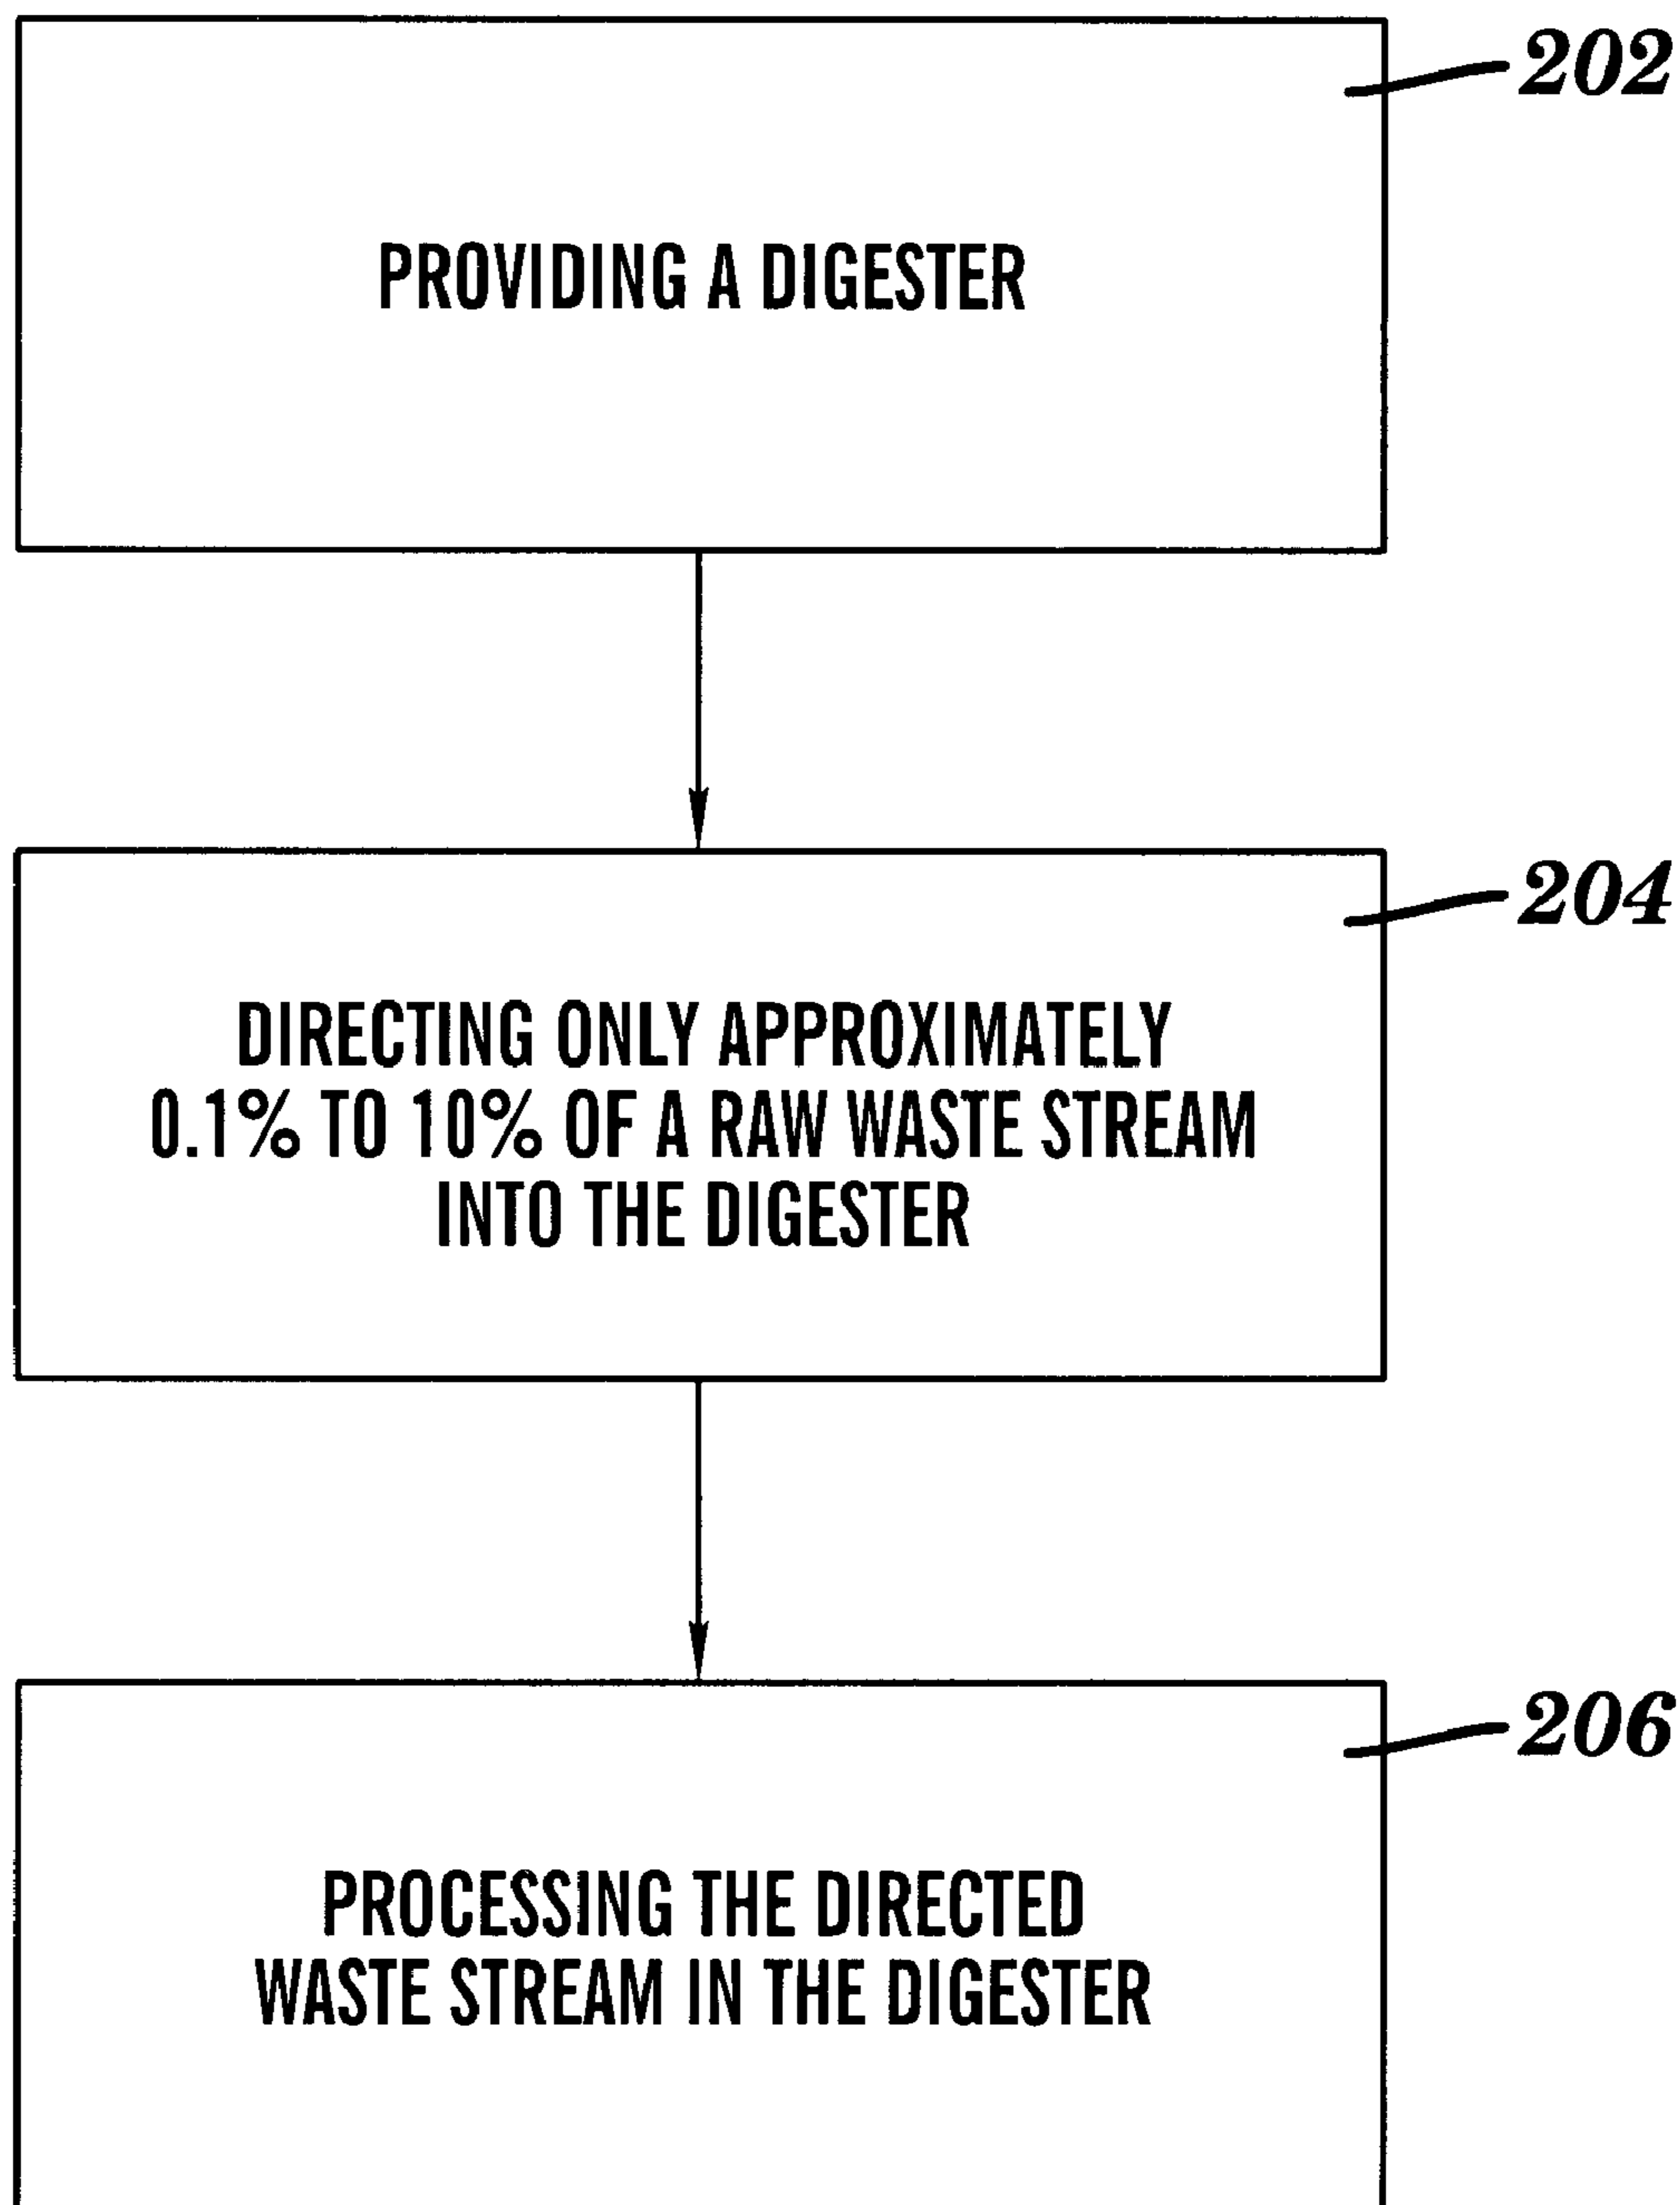 202
PROVIDING A DIGESTER
204
DIRECTING ONLY APPROXIMATELY
0.1% TO 10% OF A RAW WASTE STREAM
INTO THE DIGESTER
206
PROCESSING THE DIRECTED
WASTE STREAM IN THE DIGESTER